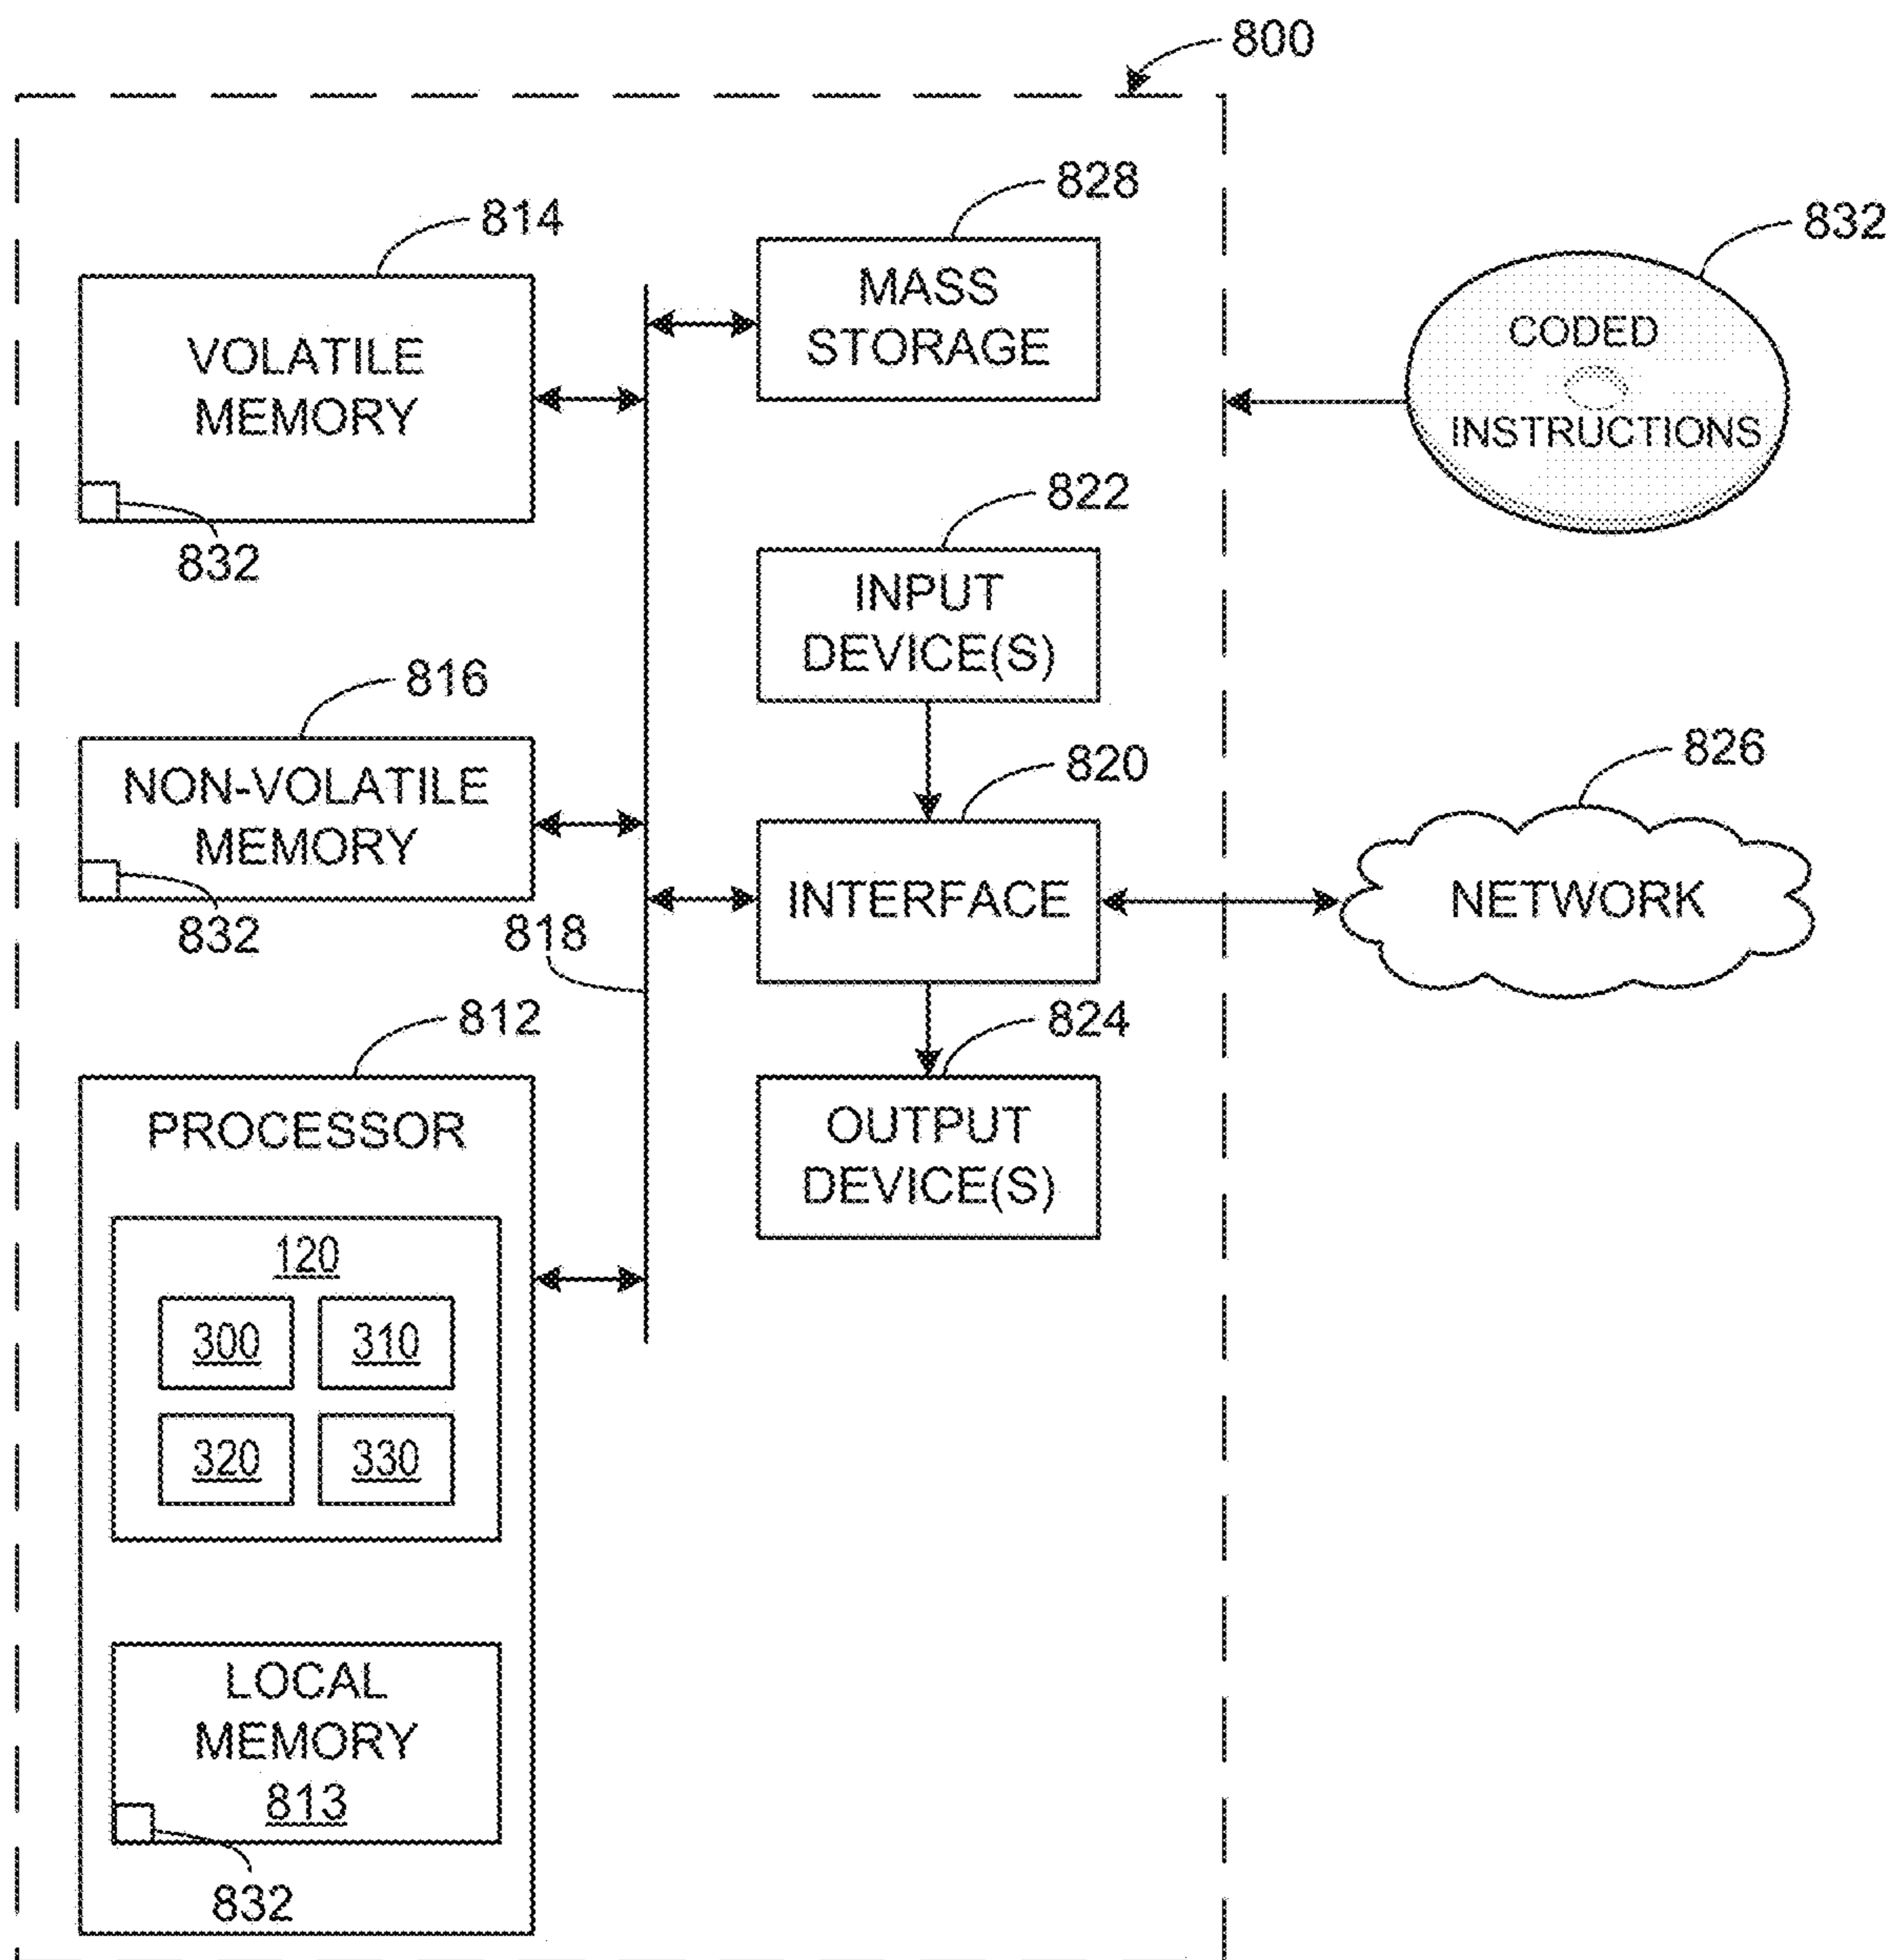 800
828
814
832
MASS
STORAGE
CODED
INSTRUCTIONS
VOLATILE
MEMORY
822
832
INPUT
DEVICE(S)
816
820
826
NON-VOLATILE
MEMORY
INTERFACE
NETWORK
832
818
812
824
PROCESSOR
OUTPUT
DEVICE(S)
120
300
310
320
330
LOCAL
MEMORY
813
832